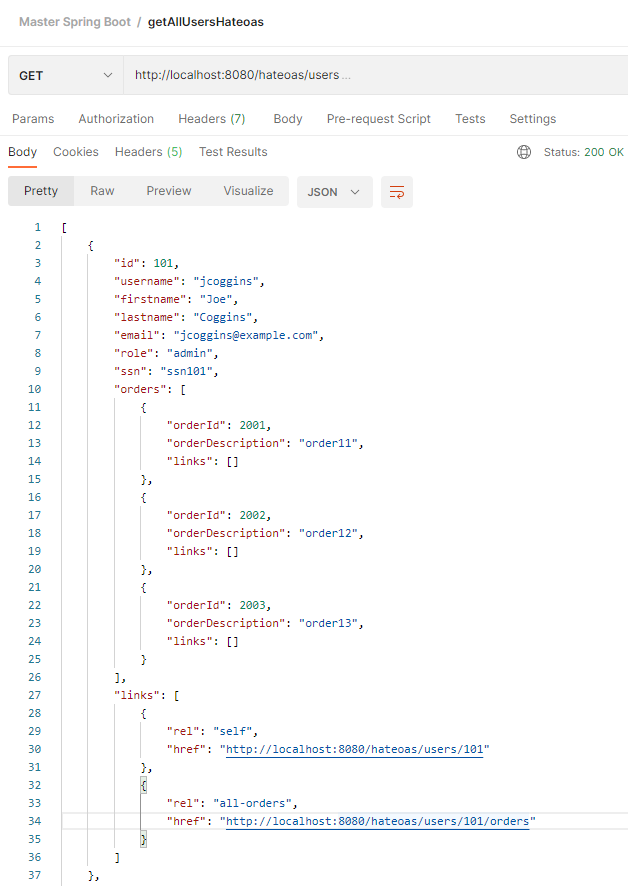 Master Spring Boot / getAllUsersHateoas
GET http://localhost:8080/hateoas/users ...
Params Authorization Headers (7) Body Pre-request Script Tests Settings
Body Cookies Headers (5) Test Results Status: 200 OK
Pretty Raw Preview Visualize JSON
1 [
2 {
3 "id": 101,
4 "username": "jcoggins",
5 "firstname": "Joe",
6 "lastname": "Coggins",
7 "email": "jcoggins@example.com",
8 "role": "admin",
9 "ssn": "ssn101",
10 "orders": [
11 {
12 "orderId": 2001,
13 "orderDescription": "order11",
14 "links": []
15 },
16 {
17 "orderId": 2002,
18 "orderDescription": "order12",
19 "links": []
20 },
21 {
22 "orderId": 2003,
23 "orderDescription": "order13",
24 "links": []
25 }
26 ],
27 "links": [
28 {
29 "rel": "self",
30 "href": "http://localhost:8080/hateoas/users/101"
31 },
32 {
33 "rel": "all-orders",
34 "href": "http://localhost:8080/hateoas/users/101/orders"
35 }
36 ]
37 },